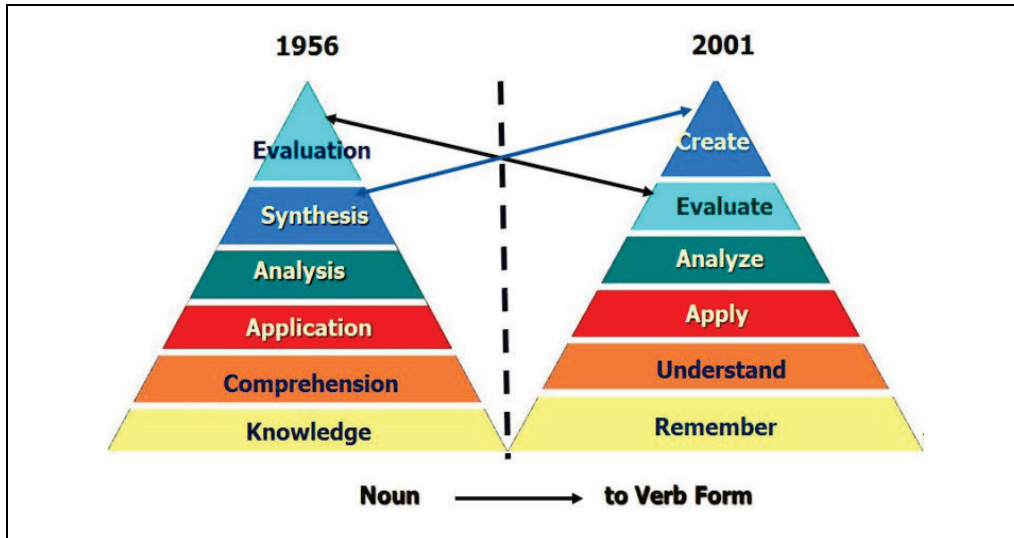 1956
Evaluation
Synthesis
Analysis
Application
Comprehension
Knowledge
2001
Create
Evaluate
Analyze
Apply
Understand
Remember
Noun to Verb Form